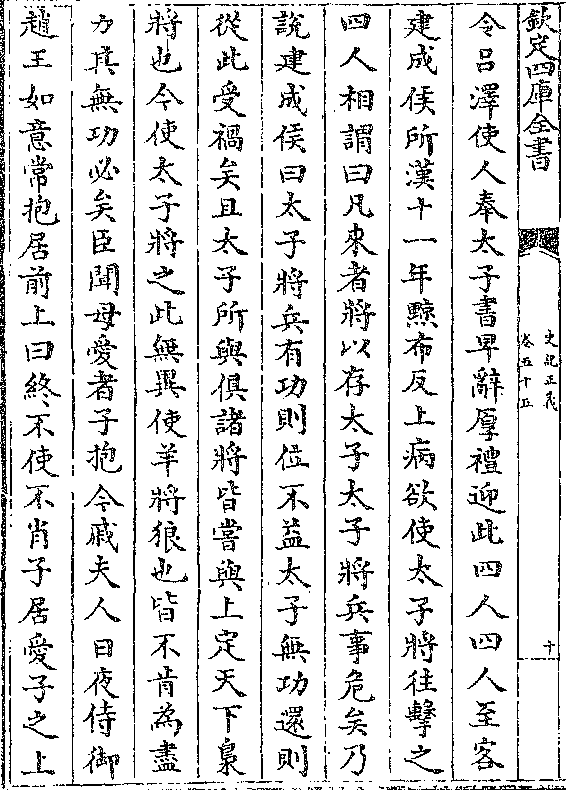 欽定四庫全書
史記正義
卷五十五
十
令呂澤使人奉太子書卑辭厚禮迎此四人四人至客
建成侯所漢十一年黥布反上病欲使太子將往擊之
四人相謂曰凡來者將以存太子太子將兵事危矣乃
說建成侯曰太子將兵有功則位不益太子無功還則
從此受禍矣且太子所與俱諸將皆嘗與上定天下梟
將也今使太子將之此無異使羊將狼也皆不肯為盡
力其無功必矣臣聞母愛者子抱今戚夫人日夜侍御
趙王如意常抱居前上曰終不使不肖子居愛子之上